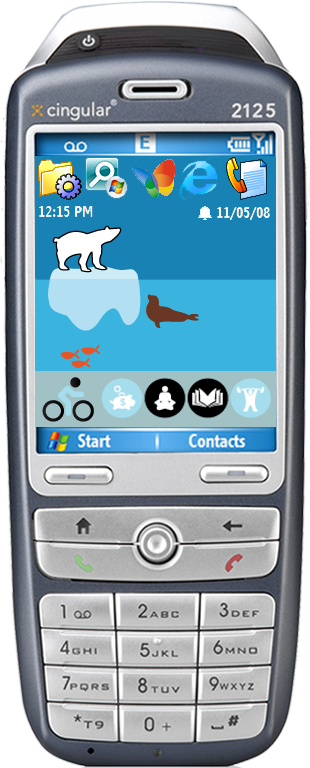 cingular® 2125
E
12:15 PM 11/05/08
Start Contacts
1 2ABC 3DEF
4GHI 5JKL 6MNO
7PQRS 8TUV 9WXYZ
*T9 0 + #